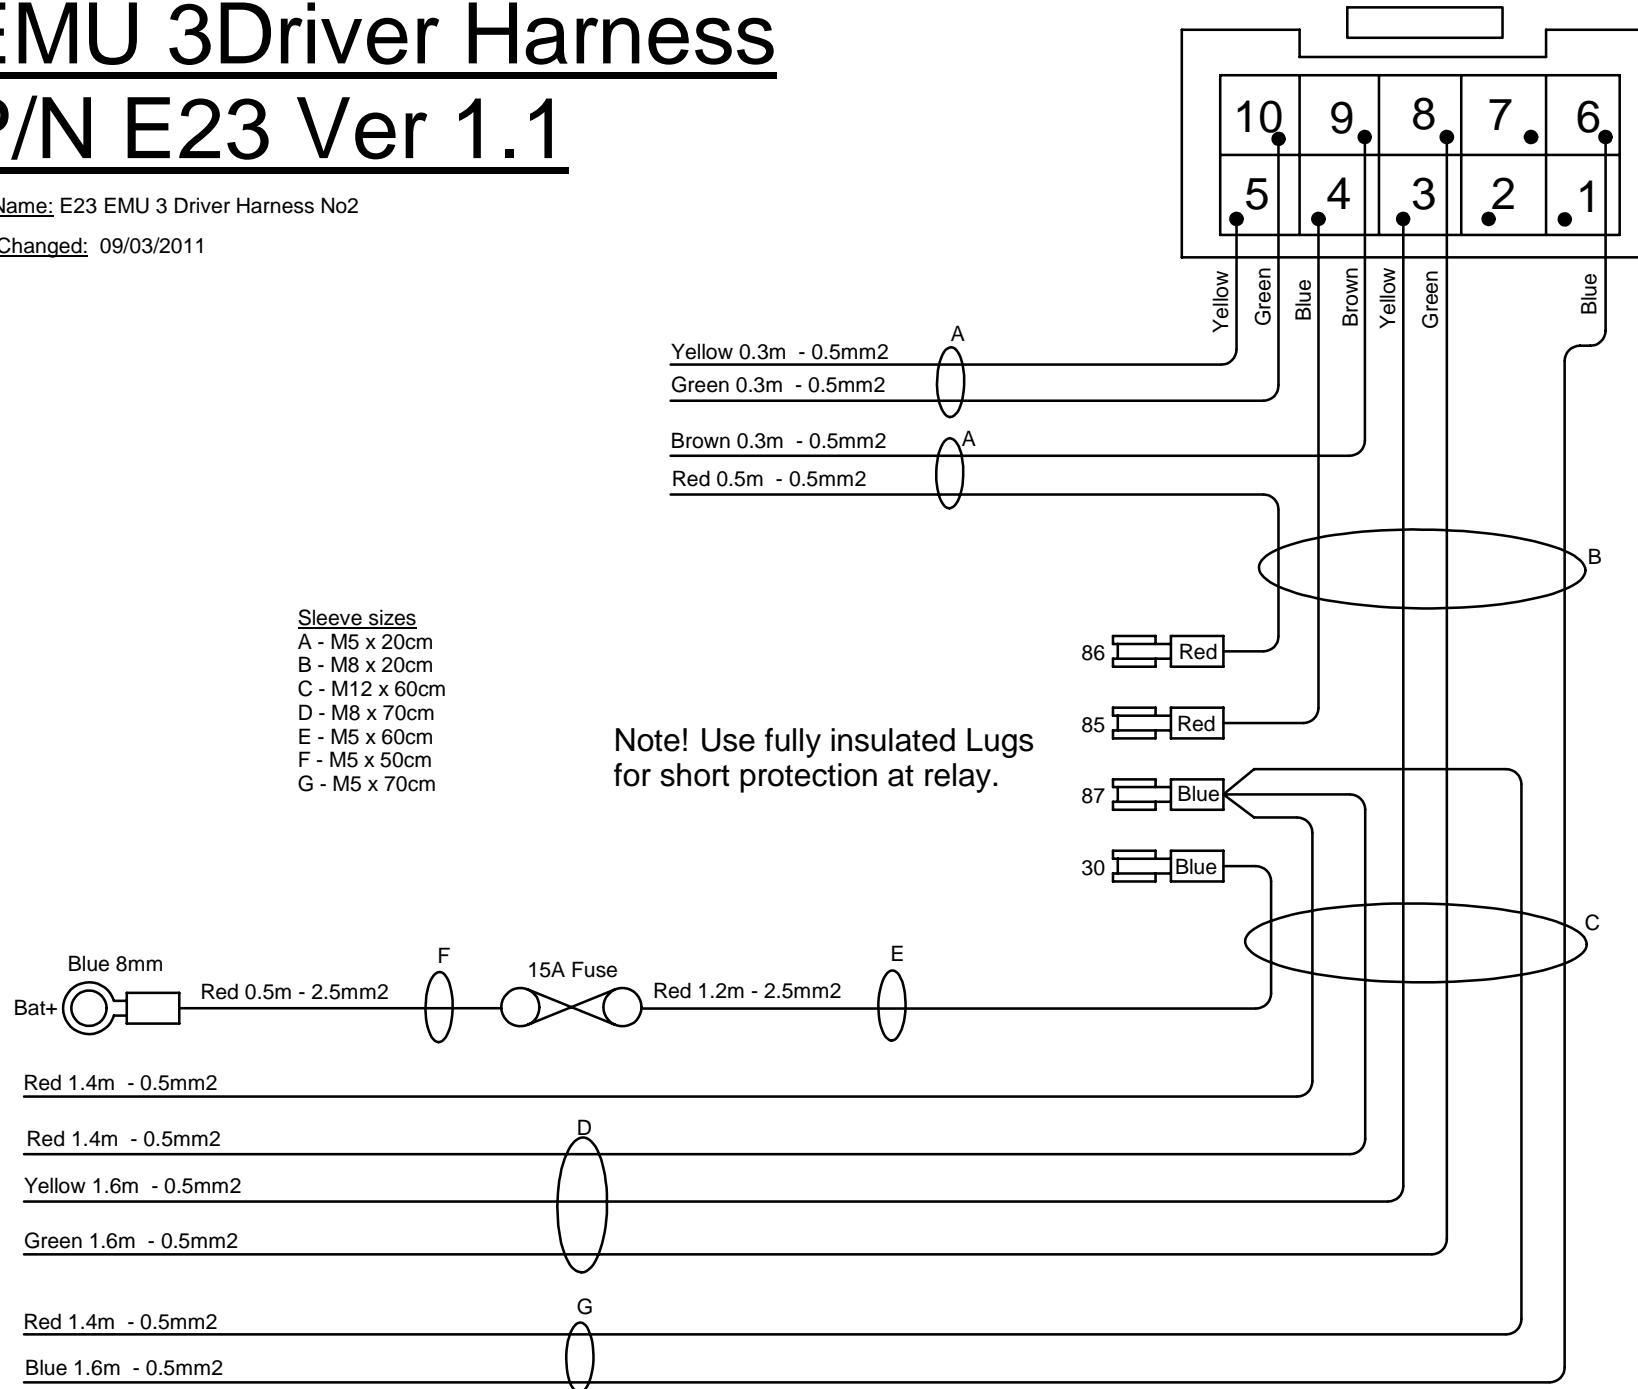 EMU 3Driver Harness
P/N E23 Ver 1.1
Name: E23 EMU 3 Driver Harness No2
Changed: 09/03/2011
10 9 8 7 6
5 4 3 2 1
Yellow
Green
Blue
Brown
Yellow
Green
Blue
A
Yellow 0.3m - 0.5mm2
Green 0.3m - 0.5mm2
A
Brown 0.3m - 0.5mm2
Red 0.5m - 0.5mm2
B
Sleeve sizes
A - M5 x 20cm
B - M8 x 20cm
C - M12 x 60cm
D - M8 x 70cm
E - M5 x 60cm
F - M5 x 50cm
G - M5 x 70cm
Note! Use fully insulated Lugs
for short protection at relay.
86 Red
85 Red
87 Blue
30 Blue
C
Blue 8mm
Bat+
Red 0.5m - 2.5mm2
F
15A Fuse
Red 1.2m - 2.5mm2
E
Red 1.4m - 0.5mm2
D
Red 1.4m - 0.5mm2
Yellow 1.6m - 0.5mm2
Green 1.6m - 0.5mm2
G
Red 1.4m - 0.5mm2
Blue 1.6m - 0.5mm2